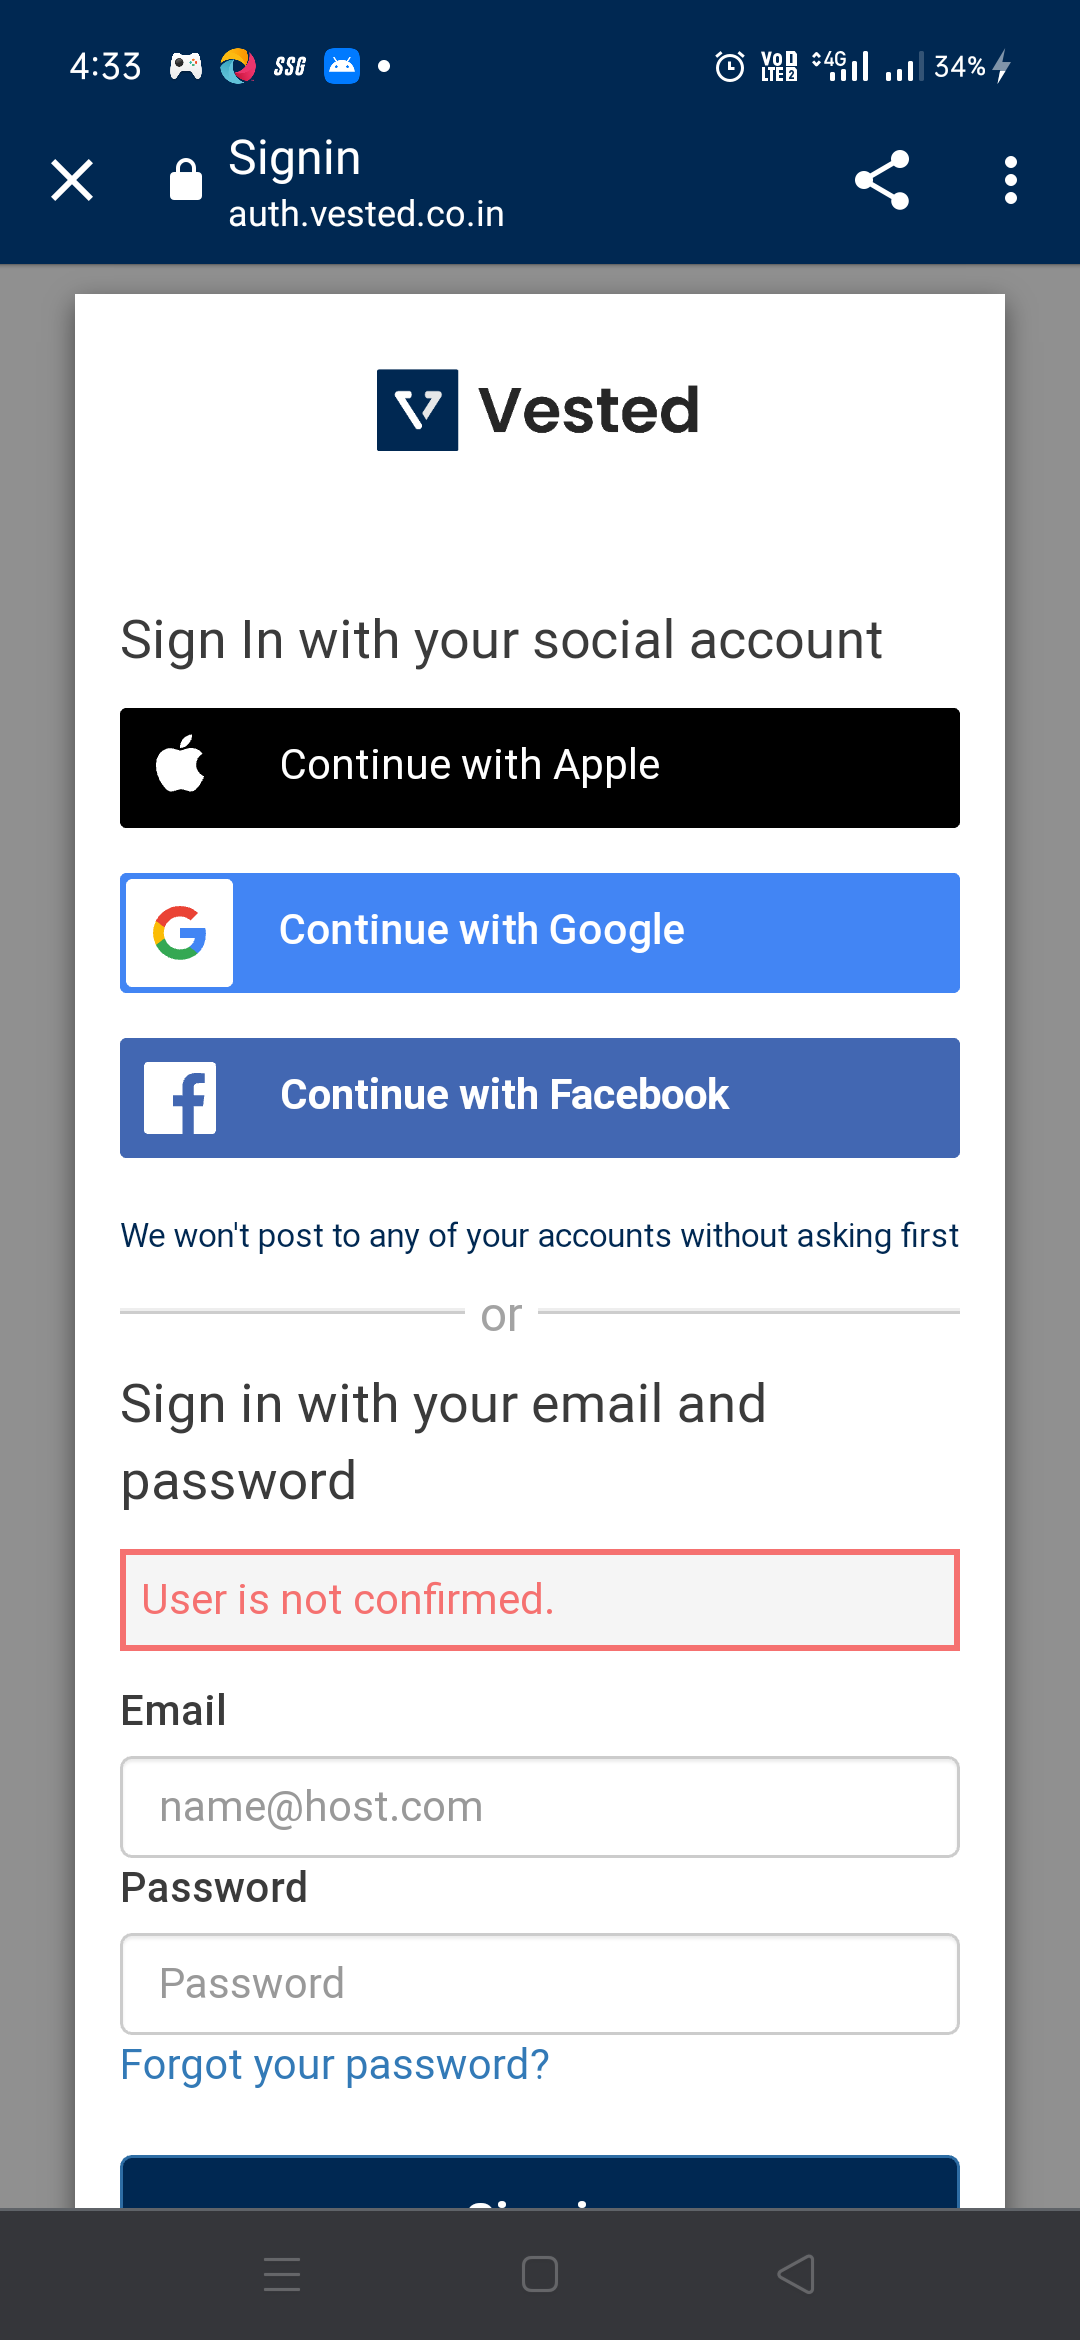 4:33 SSG VoD LTE2 4G 34%
Signin
auth.vested.co.in
Vested
Sign In with your social account
Continue with Apple
Continue with Google
Continue with Facebook
We won't post to any of your accounts without asking first
or
Sign in with your email and
password
User is not confirmed.
Email
name@host.com
Password
Password
Forgot your password?